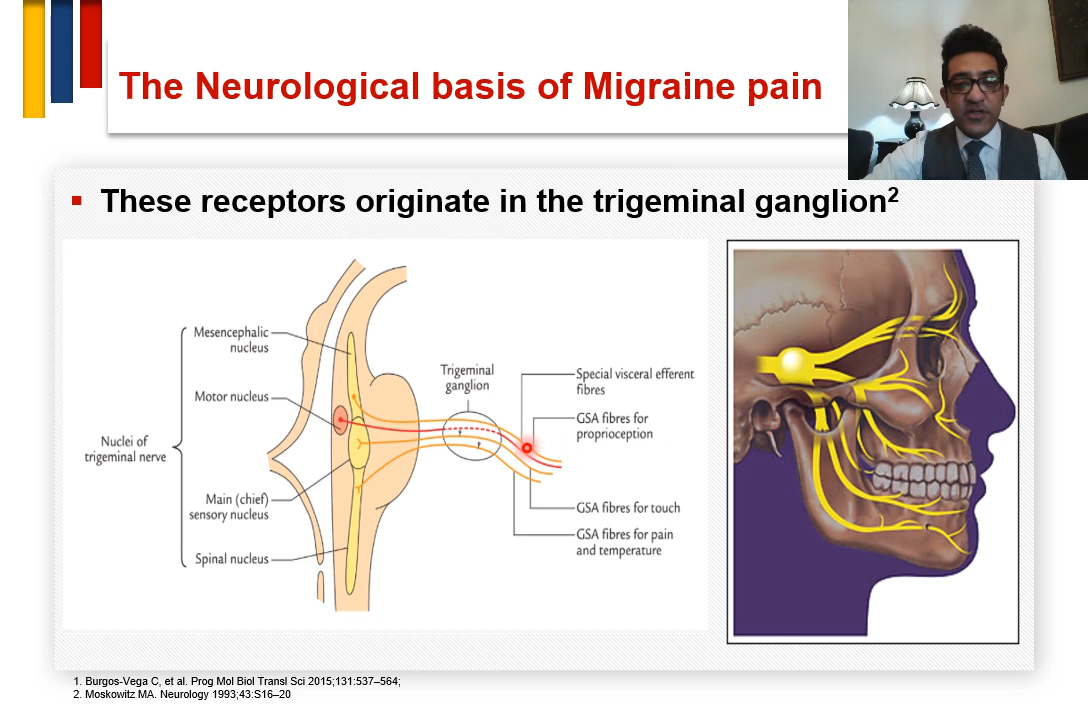 The Neurological basis of Migraine pain
These receptors originate in the trigeminal ganglion2
Mesencephalic
nucleus
Motor nucleus
Nuclei of
trigeminal nerve
Main (chief)
sensory nucleus
Spinal nucleus
Trigeminal
ganglion
Special visceral efferent
fibres
GSA fibres for
proprioception
GSA fibres for touch
GSA fibres for pain
and temperature
1. Burgos-Vega C, et al. Prog Mol Biol Transl Sci 2015;131:537–564;
2. Moskowitz MA. Neurology 1993;43:S16–20